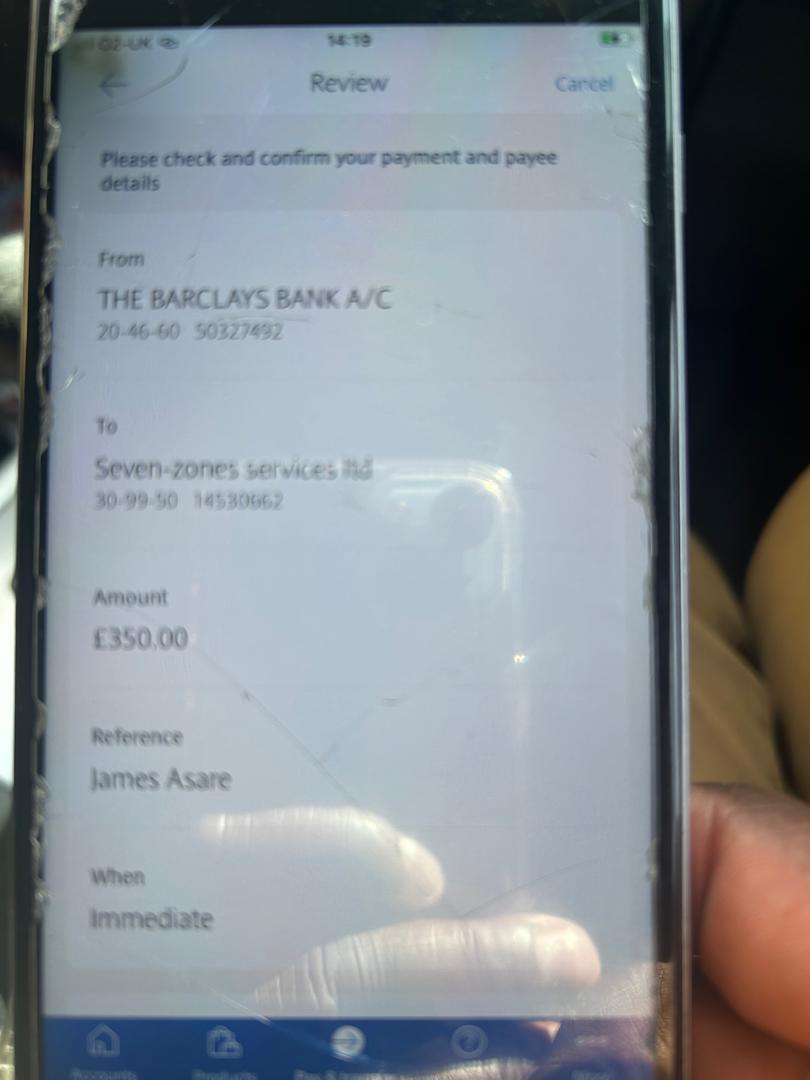 O2-UK 14:19
Review Cancel
Please check and confirm your payment and payee
details
From
THE BARCLAYS BANK A/C
20-46-60 50327492
To
Seven-zones services ltd
30-99-50 14530662
Amount
£350.00
Reference
James Asare
When
Immediate
Accounts Products